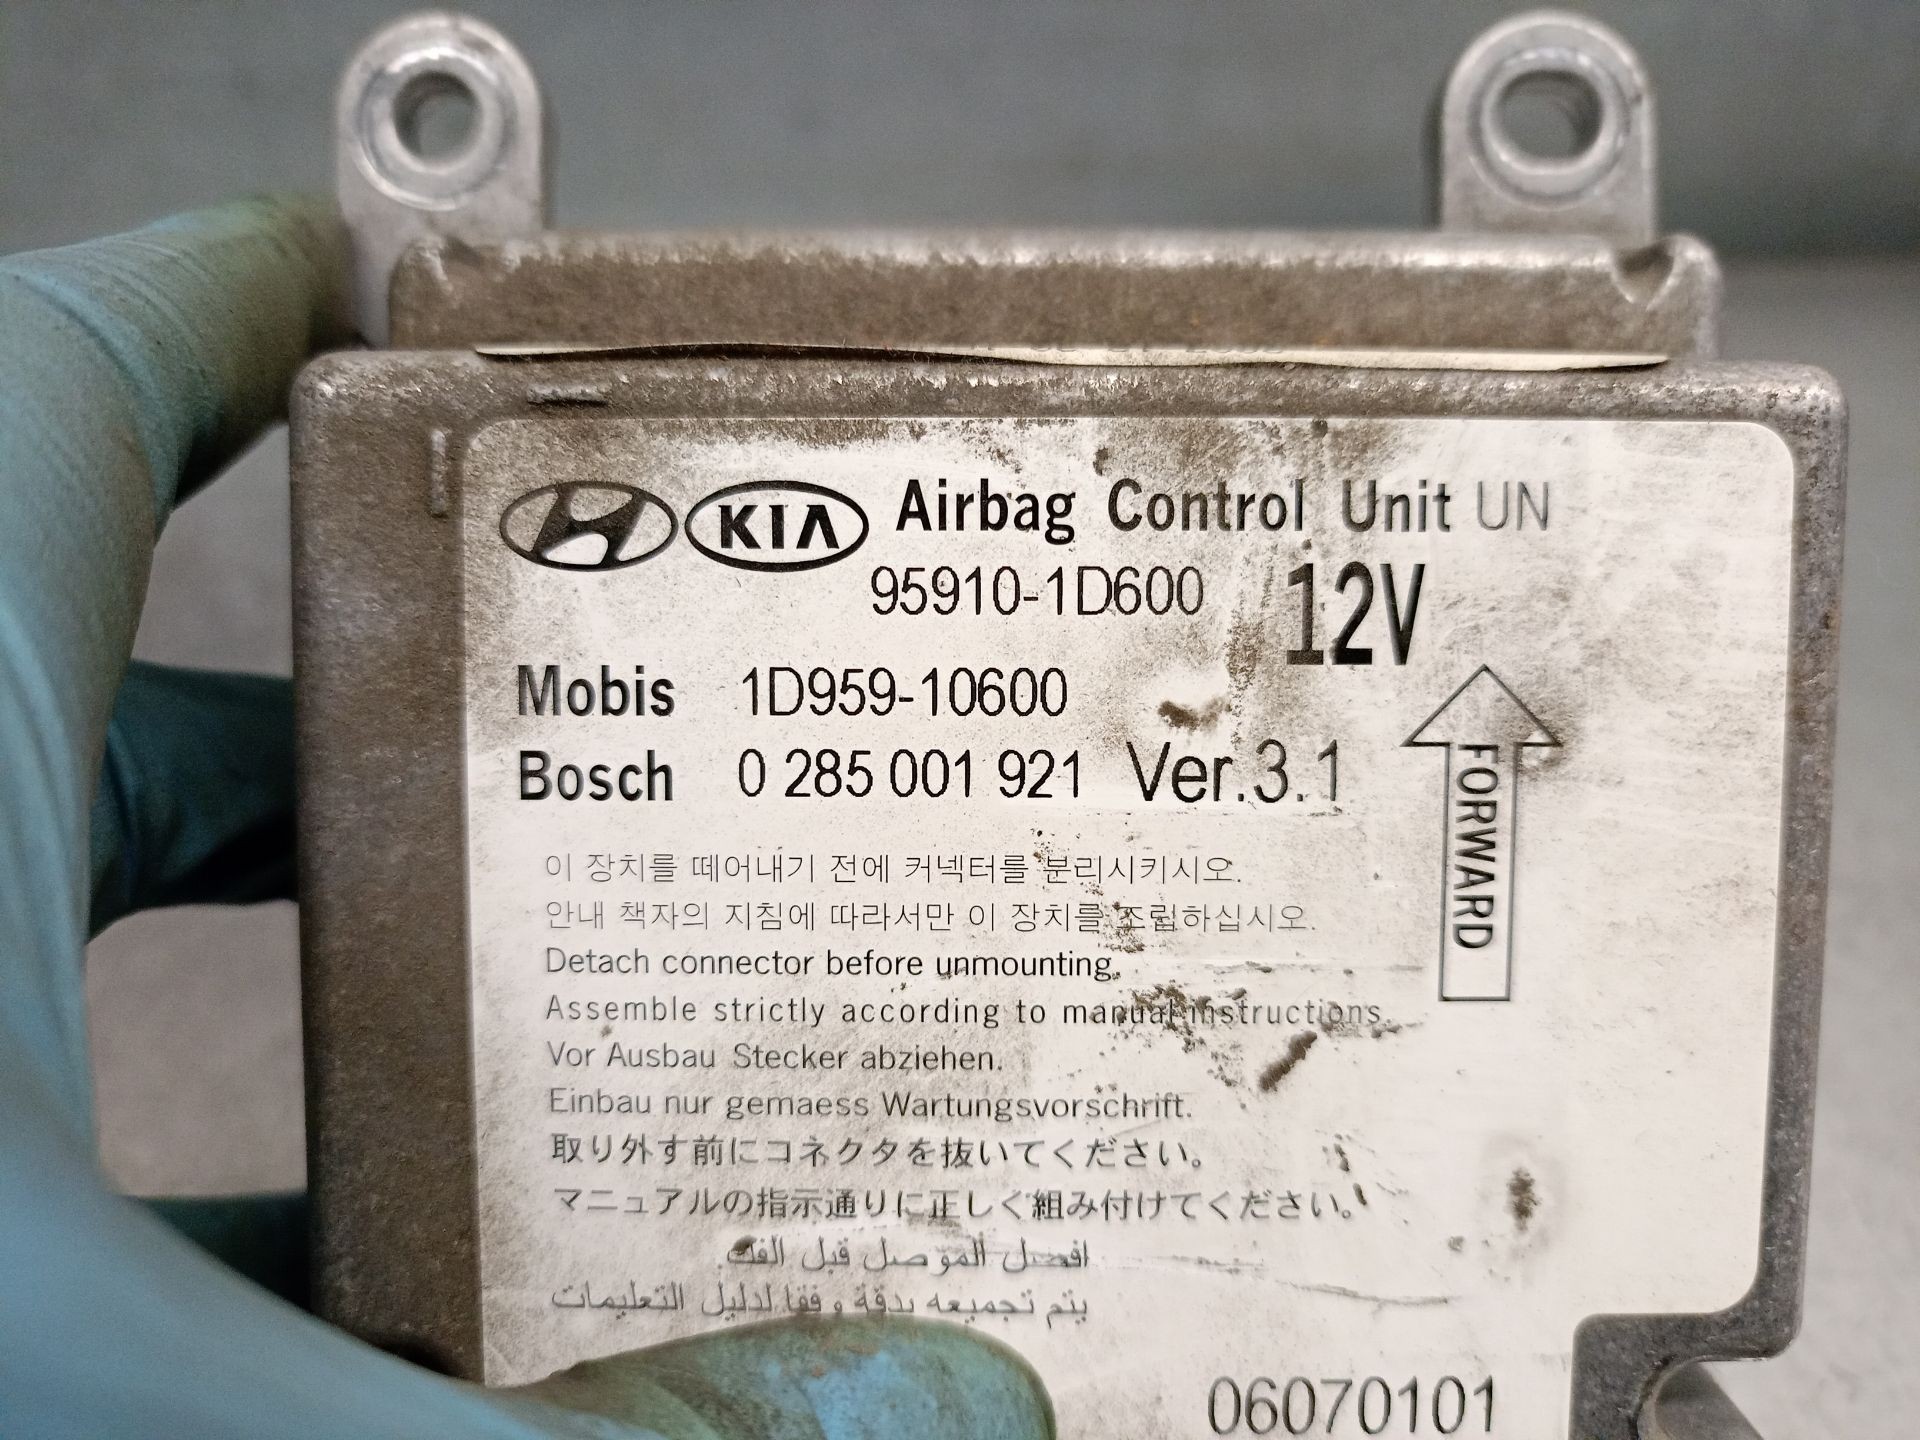 KIA Airbag Control Unit UN
95910-1D600 12V
Mobis 1D959-10600
Bosch 0 285 001 921 Ver.3.1
FORWARD
이 장치를 떼어내기 전에 커넥터를 분리시키시오.
안내 책자의 지침에 따라서만 이 장치를 조립하십시오.
Detach connector before unmounting.
Assemble strictly according to manual instructions.
Vor Ausbau Stecker abziehen.
Einbau nur gemaess Wartungsvorschrift.
取り外す前にコネクタを抜いてください。
マニュアルの指示通りに正しく組み付けてください。
افصل الموصل قبل الفك.
يتم تجميعه بدقة وفقا لدليل التعليمات
06070101